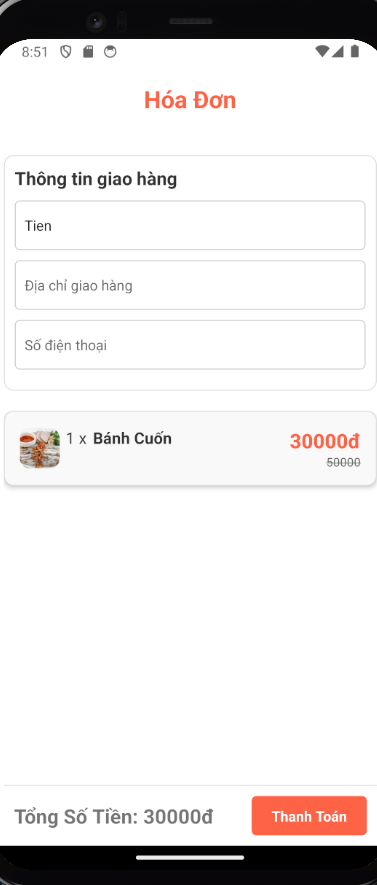 8:51
Hóa Đơn
Thông tin giao hàng
Tien
Địa chỉ giao hàng
Số điện thoại
1 x Bánh Cuốn
30000đ
50000
Tổng Số Tiền: 30000đ
Thanh Toán